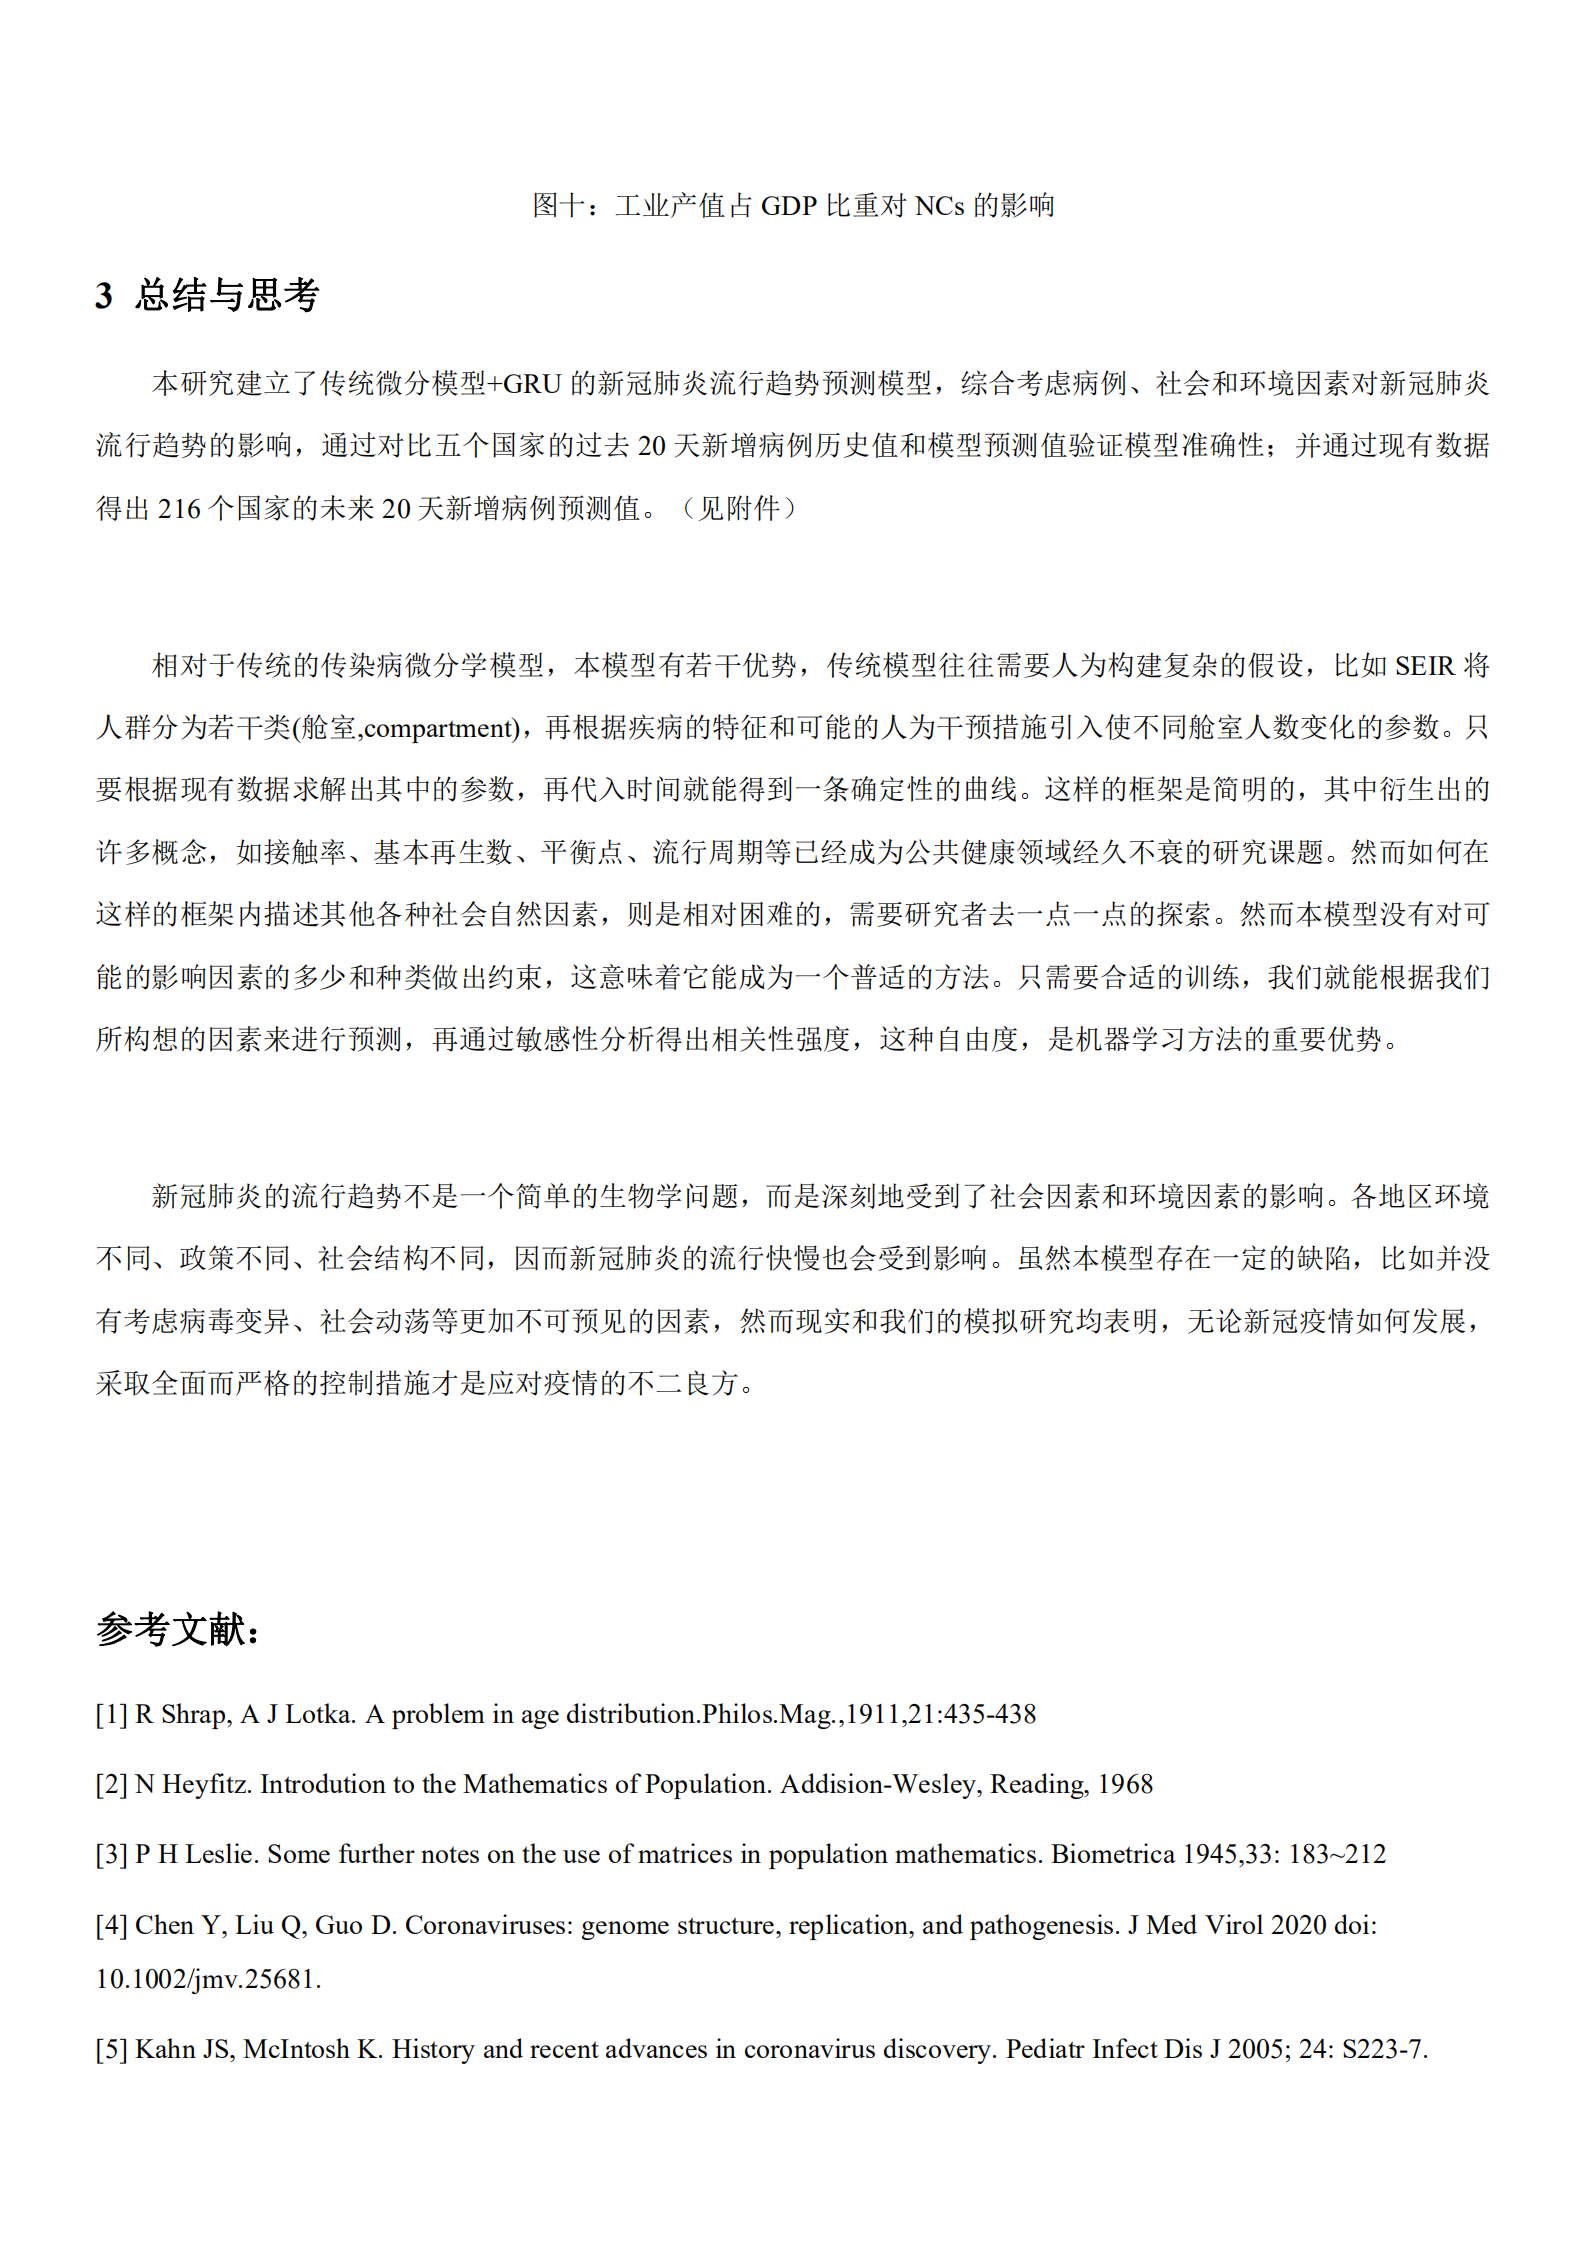 图十：工业产值占 GDP 比重对 NCs 的影响
3 总结与思考
本研究建立了传统微分模型+GRU 的新冠肺炎流行趋势预测模型，综合考虑病例、社会和环境因素对新冠肺炎
流行趋势的影响，通过对比五个国家的过去 20 天新增病例历史值和模型预测值验证模型准确性；并通过现有数据
得出 216 个国家的未来 20 天新增病例预测值。（见附件）
相对于传统的传染病微分学模型，本模型有若干优势，传统模型往往需要人为构建复杂的假设，比如 SEIR 将
人群分为若干类(舱室,compartment)，再根据疾病的特征和可能的人为干预措施引入使不同舱室人数变化的参数。只
要根据现有数据求解出其中的参数，再代入时间就能得到一条确定性的曲线。这样的框架是简明的，其中衍生出的
许多概念，如接触率、基本再生数、平衡点、流行周期等已经成为公共健康领域经久不衰的研究课题。然而如何在
这样的框架内描述其他各种社会自然因素，则是相对困难的，需要研究者去一点一点的探索。然而本模型没有对可
能的影响因素的多少和种类做出约束，这意味着它能成为一个普适的方法。只需要合适的训练，我们就能根据我们
所构想的因素来进行预测，再通过敏感性分析得出相关性强度，这种自由度，是机器学习方法的重要优势。
新冠肺炎的流行趋势不是一个简单的生物学问题，而是深刻地受到了社会因素和环境因素的影响。各地区环境
不同、政策不同、社会结构不同，因而新冠肺炎的流行快慢也会受到影响。虽然本模型存在一定的缺陷，比如并没
有考虑病毒变异、社会动荡等更加不可预见的因素，然而现实和我们的模拟研究均表明，无论新冠疫情如何发展，
采取全面而严格的控制措施才是应对疫情的不二良方。
参考文献：
[1] R Shrap, A J Lotka. A problem in age distribution.Philos.Mag.,1911,21:435-438
[2] N Heyfitz. Introdution to the Mathematics of Population. Addision-Wesley, Reading, 1968
[3] P H Leslie. Some further notes on the use of matrices in population mathematics. Biometrica 1945,33: 183~212
[4] Chen Y, Liu Q, Guo D. Coronaviruses: genome structure, replication, and pathogenesis. J Med Virol 2020 doi:
10.1002/jmv.25681.
[5] Kahn JS, McIntosh K. History and recent advances in coronavirus discovery. Pediatr Infect Dis J 2005; 24: S223-7.